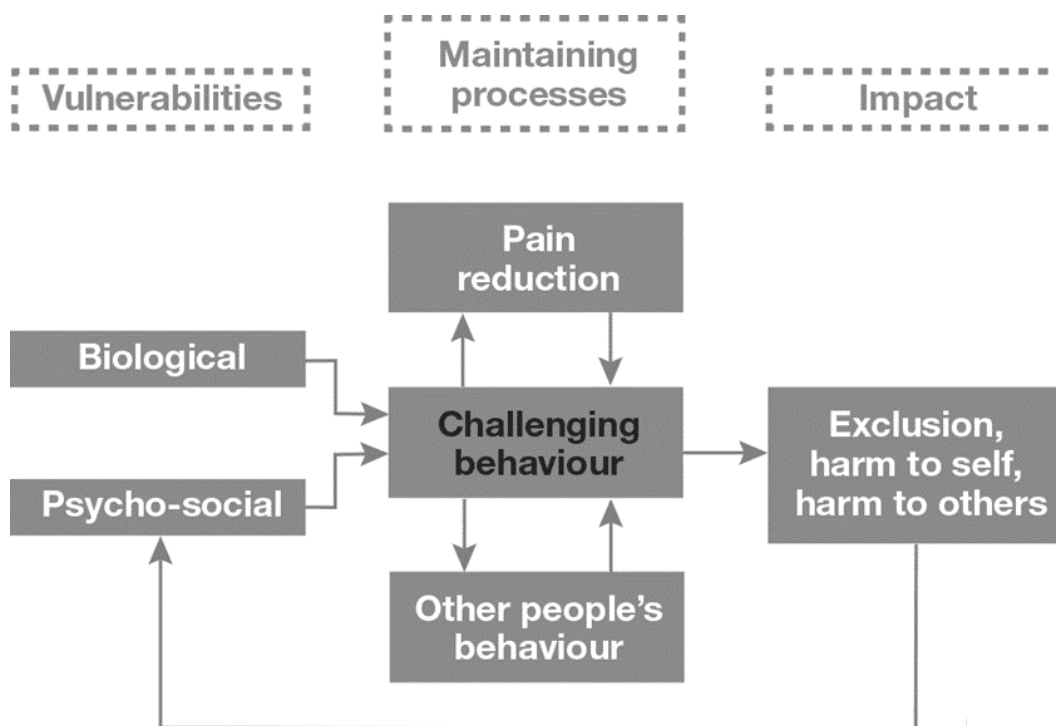 Vulnerabilities
Maintaining
processes
Impact
Pain
reduction
Biological
Challenging
behaviour
Psycho-social
Exclusion,
harm to self,
harm to others
Other people’s
behaviour